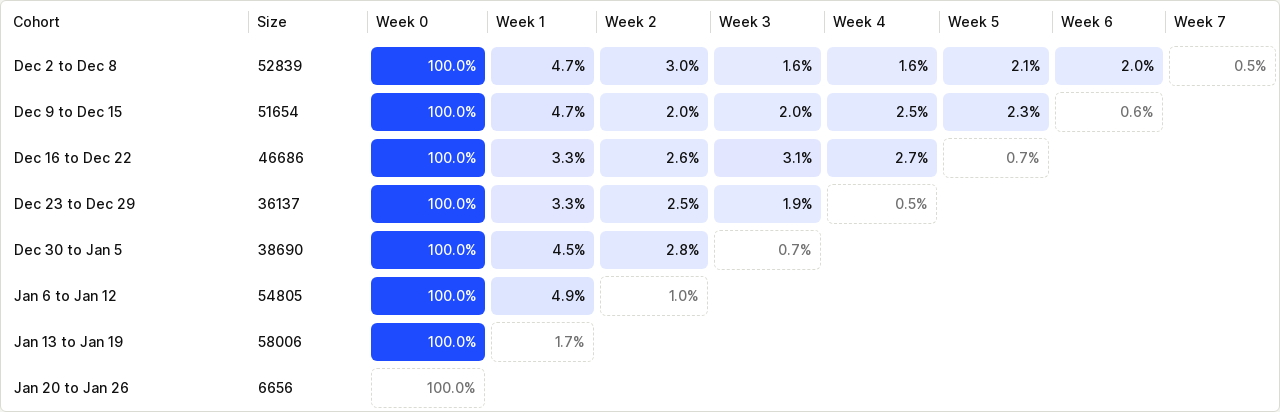 Cohort Size Week 0 Week 1 Week 2 Week 3 Week 4 Week 5 Week 6 Week 7
Dec 2 to Dec 8 52839 100.0% 4.7% 3.0% 1.6% 1.6% 2.1% 2.0% 0.5%
Dec 9 to Dec 15 51654 100.0% 4.7% 2.0% 2.0% 2.5% 2.3% 0.6%
Dec 16 to Dec 22 46686 100.0% 3.3% 2.6% 3.1% 2.7% 0.7%
Dec 23 to Dec 29 36137 100.0% 3.3% 2.5% 1.9% 0.5%
Dec 30 to Jan 5 38690 100.0% 4.5% 2.8% 0.7%
Jan 6 to Jan 12 54805 100.0% 4.9% 1.0%
Jan 13 to Jan 19 58006 100.0% 1.7%
Jan 20 to Jan 26 6656 100.0%